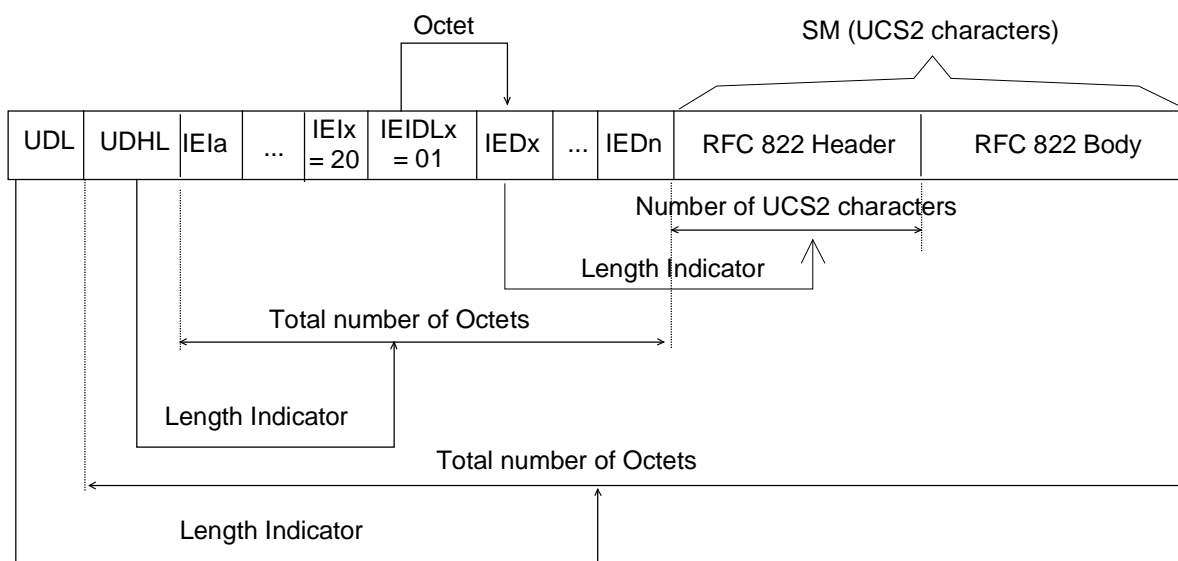 Octet
SM (UCS2 characters)
UDL
UDHL
IEIa
...
IEIx
= 20
IEIDLx
= 01
IEDx
...
IEDn
RFC 822 Header
RFC 822 Body
Number of UCS2 characters
Length Indicator
Total number of Octets
Length Indicator
Total number of Octets
Length Indicator